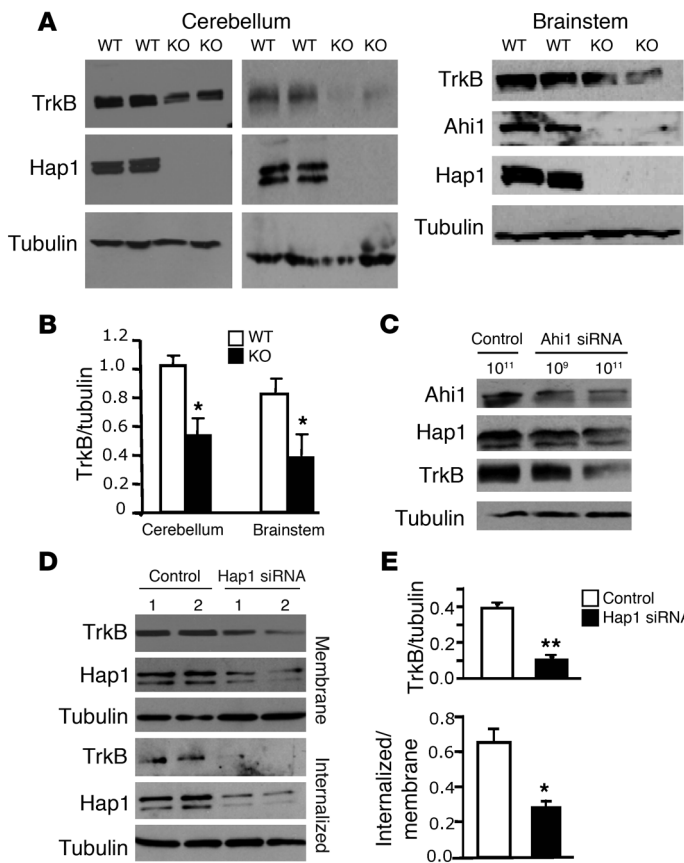 A
Cerebellum
WT WT KO KO
WT WT KO KO
TrkB
Hap1
Tubulin
Brainstem
WT WT KO KO
TrkB
Ahi1
Hap1
Tubulin
B
TrkB/tubulin
1.2
1.0
0.8
0.6
0.4
0.2
0
WT
KO
*
*
Cerebellum
Brainstem
C
Control Ahi1 siRNA
10¹¹ 10⁹ 10¹¹
Ahi1
Hap1
TrkB
Tubulin
D
Control Hap1 siRNA
1 2 1 2
TrkB
Hap1
Tubulin
Membrane
TrkB
Hap1
Tubulin
Internalized
E
TrkB/tubulin
0.4
0.2
0.0
Control
Hap1 siRNA
**
Internalized/
membrane
0.8
0.6
0.4
0.2
0.0
*